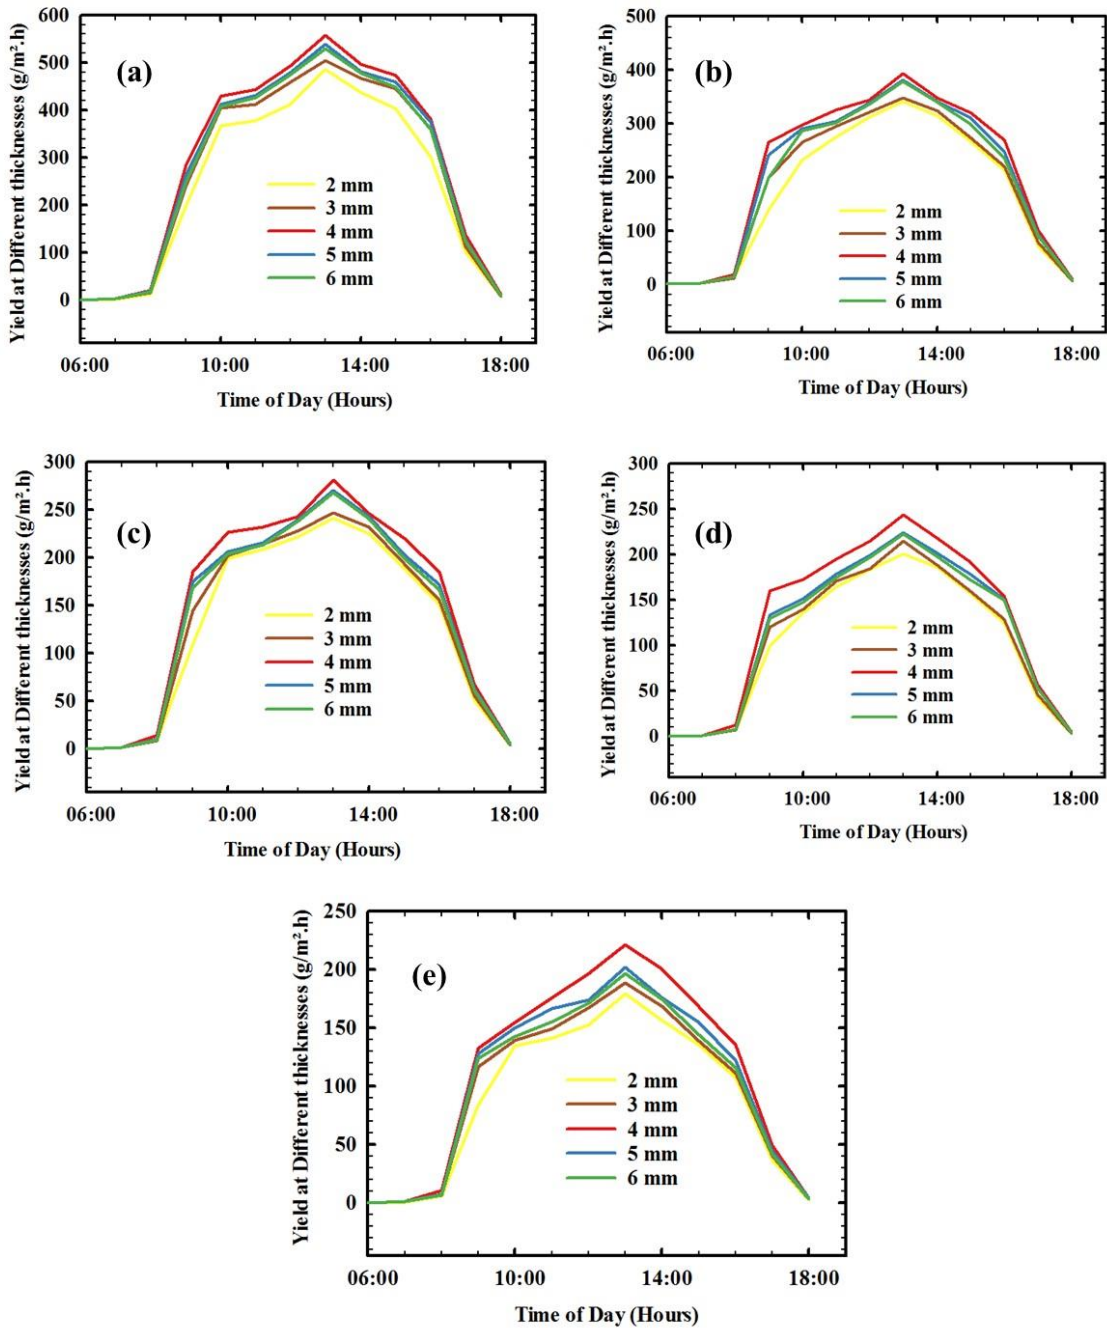 Yield at Different thicknesses (g/m².h)
600
500
400
300
200
100
0
(a)
2 mm
3 mm
4 mm
5 mm
6 mm
06:00 10:00 14:00 18:00
Time of Day (Hours)
Yield at Different thicknesses (g/m².h)
500
400
300
200
100
0
(b)
2 mm
3 mm
4 mm
5 mm
6 mm
06:00 10:00 14:00 18:00
Time of Day (Hours)
Yield at Different thicknesses (g/m².h)
300
250
200
150
100
50
0
(c)
2 mm
3 mm
4 mm
5 mm
6 mm
06:00 10:00 14:00 18:00
Time of Day (Hours)
Yield at Different thicknesses (g/m².h)
300
250
200
150
100
50
0
(d)
2 mm
3 mm
4 mm
5 mm
6 mm
06:00 10:00 14:00 18:00
Time of Day (Hours)
Yield at Different thicknesses (g/m².h)
250
200
150
100
50
0
(e)
2 mm
3 mm
4 mm
5 mm
6 mm
06:00 10:00 14:00 18:00
Time of Day (Hours)